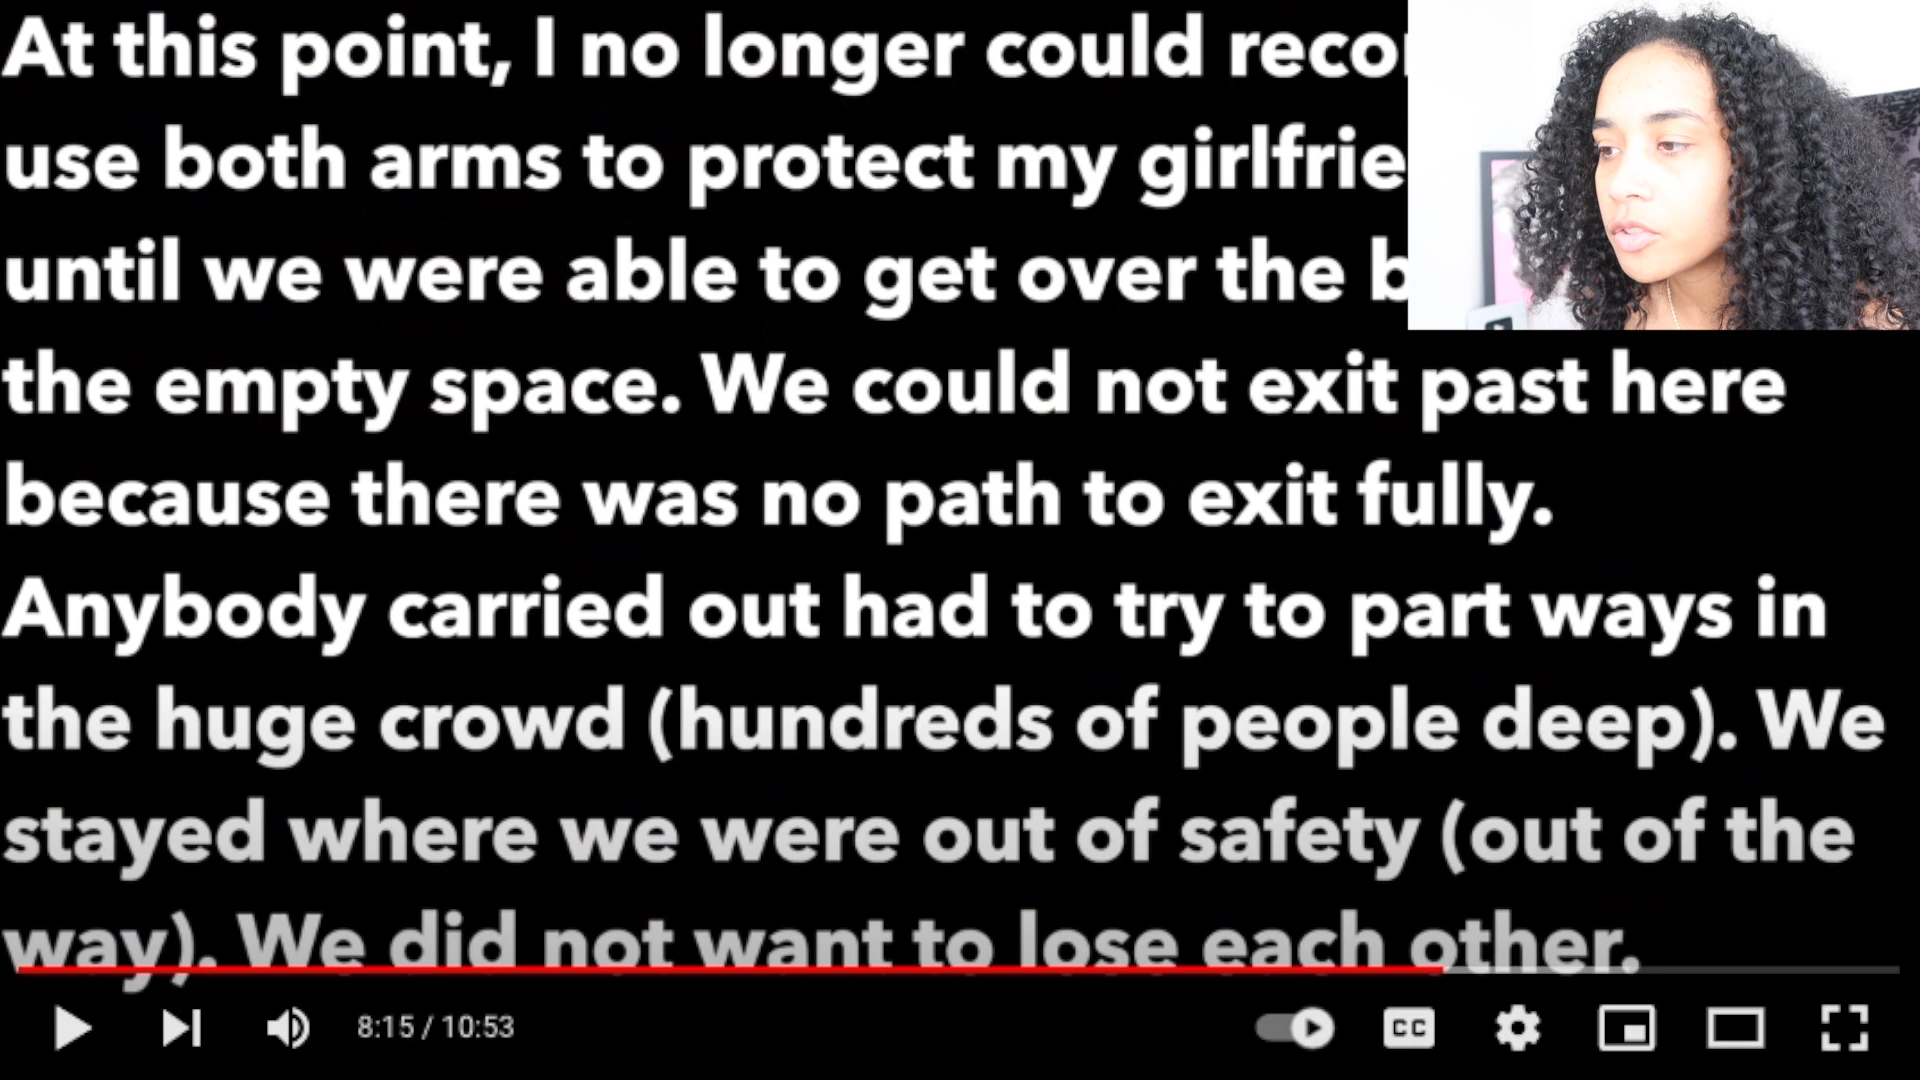 At this point, I no longer could
use both arms to protect my
until we were able to get over the
the empty space. We could not exit past here
because there was no path to exit fully.
Anybody carried out had to try to part ways in
the huge crowd (hundreds of people deep). We
stayed where we were out of safety (out of the
way). We did not want to lose each other.
8:15 / 10:53
CC